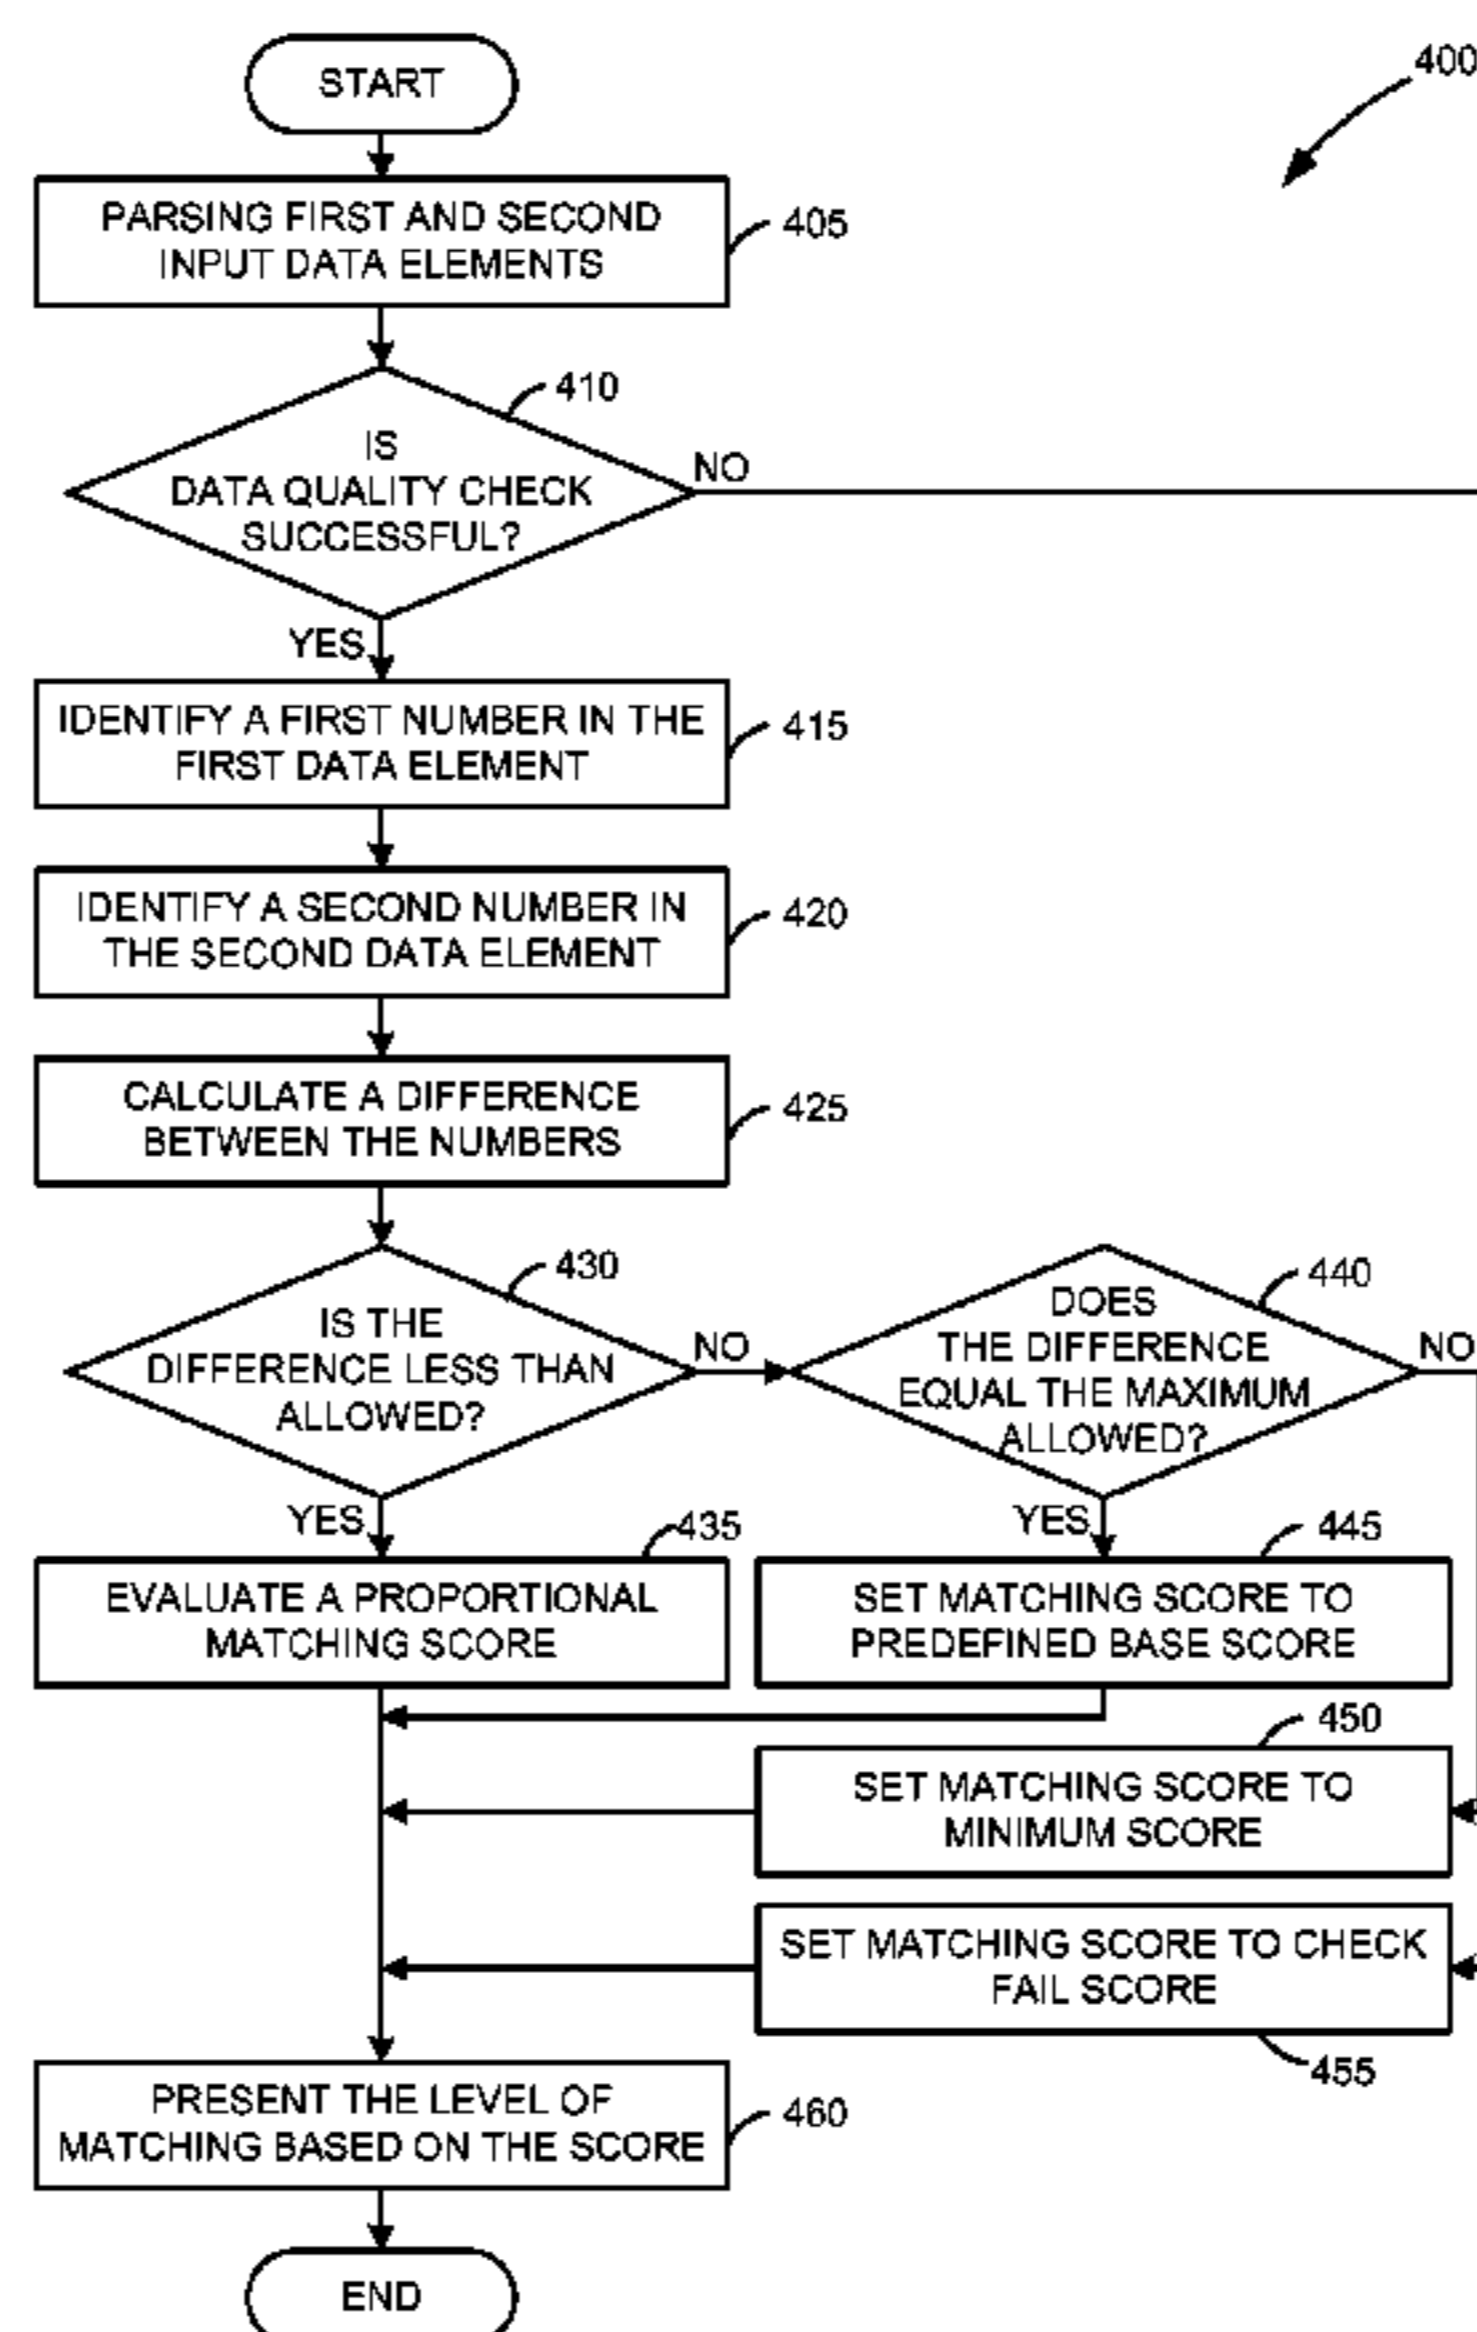 START
400
PARSING FIRST AND SECOND
INPUT DATA ELEMENTS
405
410
IS
DATA QUALITY CHECK
SUCCESSFUL?
NO
YES
IDENTIFY A FIRST NUMBER IN THE
FIRST DATA ELEMENT
415
IDENTIFY A SECOND NUMBER IN
THE SECOND DATA ELEMENT
420
CALCULATE A DIFFERENCE
BETWEEN THE NUMBERS
425
430
IS THE
DIFFERENCE LESS THAN
ALLOWED?
NO
YES
440
DOES
THE DIFFERENCE
EQUAL THE MAXIMUM
ALLOWED?
NO
YES
435
EVALUATE A PROPORTIONAL
MATCHING SCORE
445
SET MATCHING SCORE TO
PREDEFINED BASE SCORE
450
SET MATCHING SCORE TO
MINIMUM SCORE
SET MATCHING SCORE TO CHECK
FAIL SCORE
455
PRESENT THE LEVEL OF
MATCHING BASED ON THE SCORE
460
END